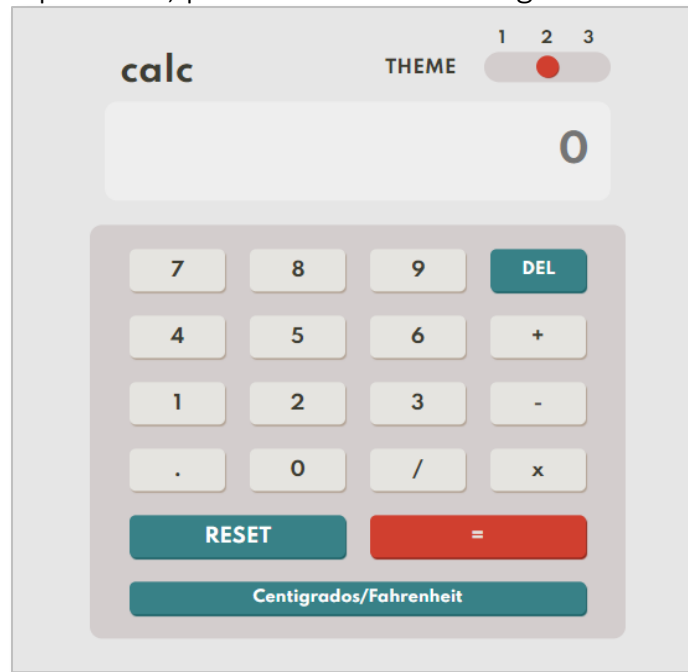 1 2 3
calc THEME
0
7 8 9 DEL
4 5 6 +
1 2 3 -
. 0 / x
RESET =
Centigrados/Fahrenheit